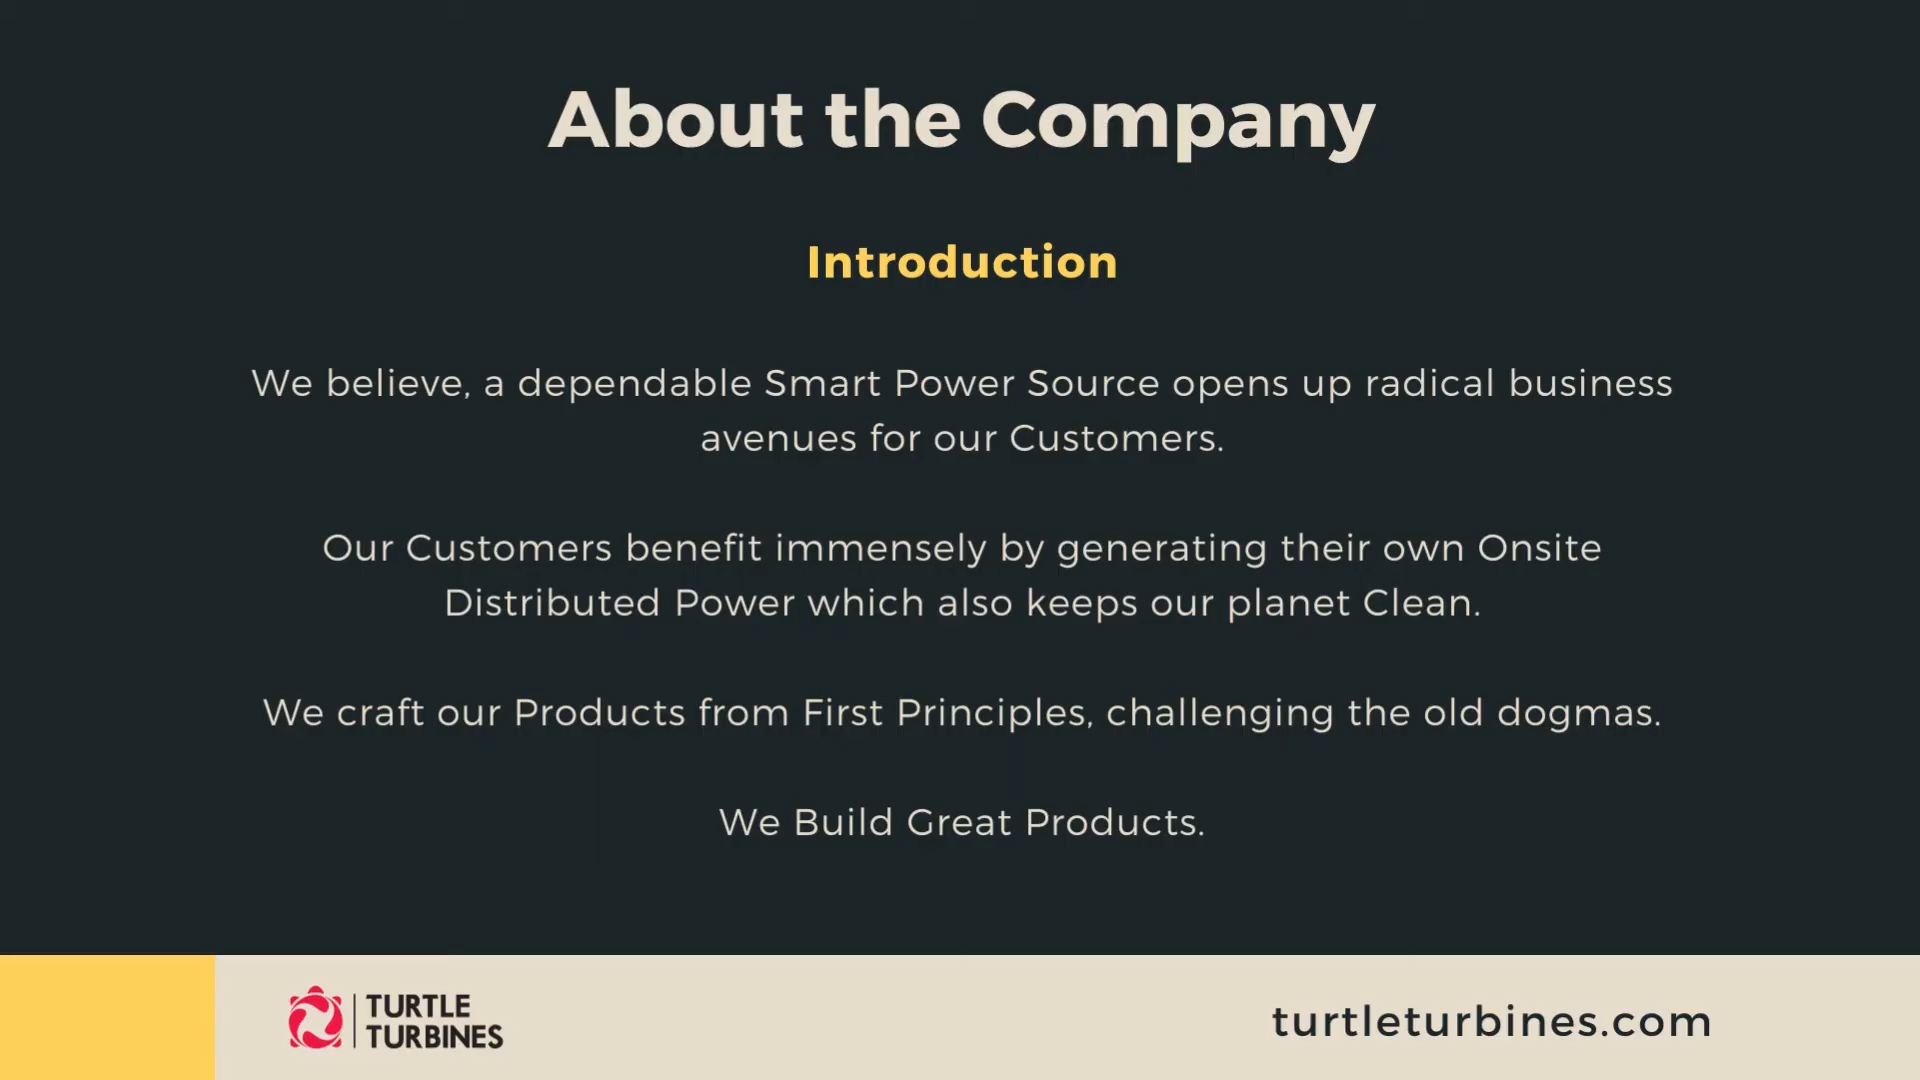 About the Company
Introduction
We believe, a dependable Smart Power Source opens up radical business
avenues for our Customers.
Our Customers benefit immensely by generating their own Onsite
Distributed Power which also keeps our planet Clean.
We craft our Products from First Principles, challenging the old dogmas.
We Build Great Products.
TURTLE
TURBINES
turtleturbines.com